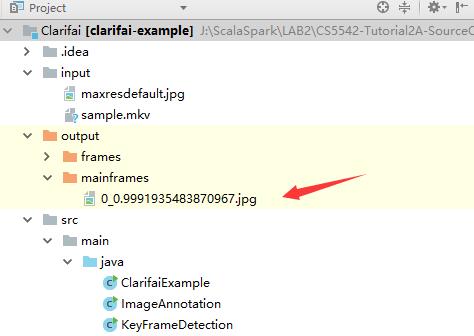 Project
Clarifai [clarifai-example] J:\ScalaSpark\LAB2\CS5542-Tutorial2A-SourceC
.idea
input
maxresdefault.jpg
sample.mkv
output
frames
mainframes
0_0.9991935483870967.jpg
src
main
java
ClarifaiExample
ImageAnnotation
KeyFrameDetection